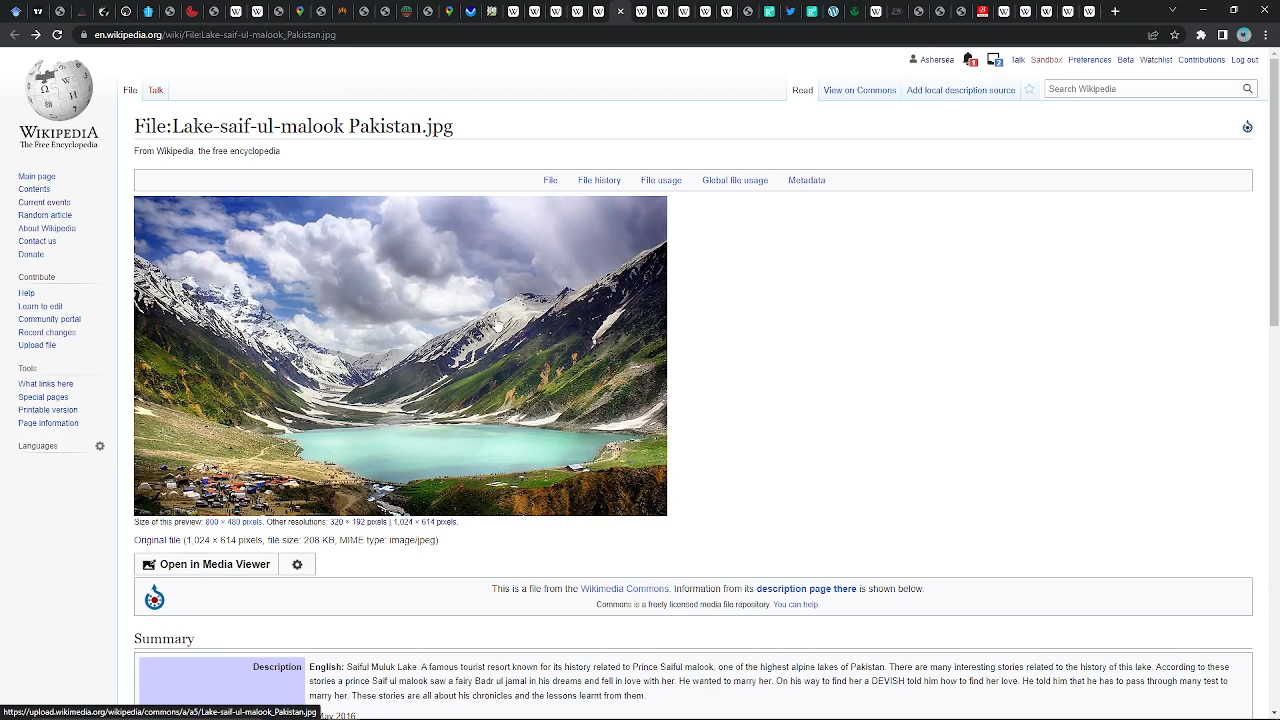 en.wikipedia.org/wiki/File:Lake-saif-ul-malook_Pakistan.jpg
Ashersea 1 2 Talk Sandbox Preferences Beta Watchlist Contributions Log out
File Talk Read View on Commons Add local description source Search Wikipedia
WIKIPEDIA
The Free Encyclopedia
File:Lake-saif-ul-malook Pakistan.jpg
From Wikipedia, the free encyclopedia
Main page
Contents
Current events
Random article
About Wikipedia
Contact us
Donate
Contribute
Help
Learn to edit
Community portal
Recent changes
Upload file
Tools
What links here
Special pages
Printable version
Page information
Languages
File File history File usage Global file usage Metadata
Size of this preview: 800 × 480 pixels. Other resolutions: 320 × 192 pixels | 1,024 × 614 pixels.
Original file (1,024 × 614 pixels, file size: 208 KB, MIME type: image/jpeg)
Open in Media Viewer
This is a file from the Wikimedia Commons. Information from its description page there is shown below.
Commons is a freely licensed media file repository. You can help.
Summary
Description English: Saiful Muluk Lake. A famous tourist resort known for its history related to Prince Saiful malook, one of the highest alpine lakes of Pakistan. There are many interesting stories related to the history of this lake. According to these
stories a prince Saif ul malook saw a fairy Badr ul jamal in his dreams and fell in love with her. He wanted to marry her. On his way to find her a DEVISH told him how to find her love. He told him that he has to pass through many test to
marry her. These stories are all about his chronicles and the lessons learnt from them.
May 2016
https://upload.wikimedia.org/wikipedia/commons/a/a5/Lake-saif-ul-malook_Pakistan.jpg